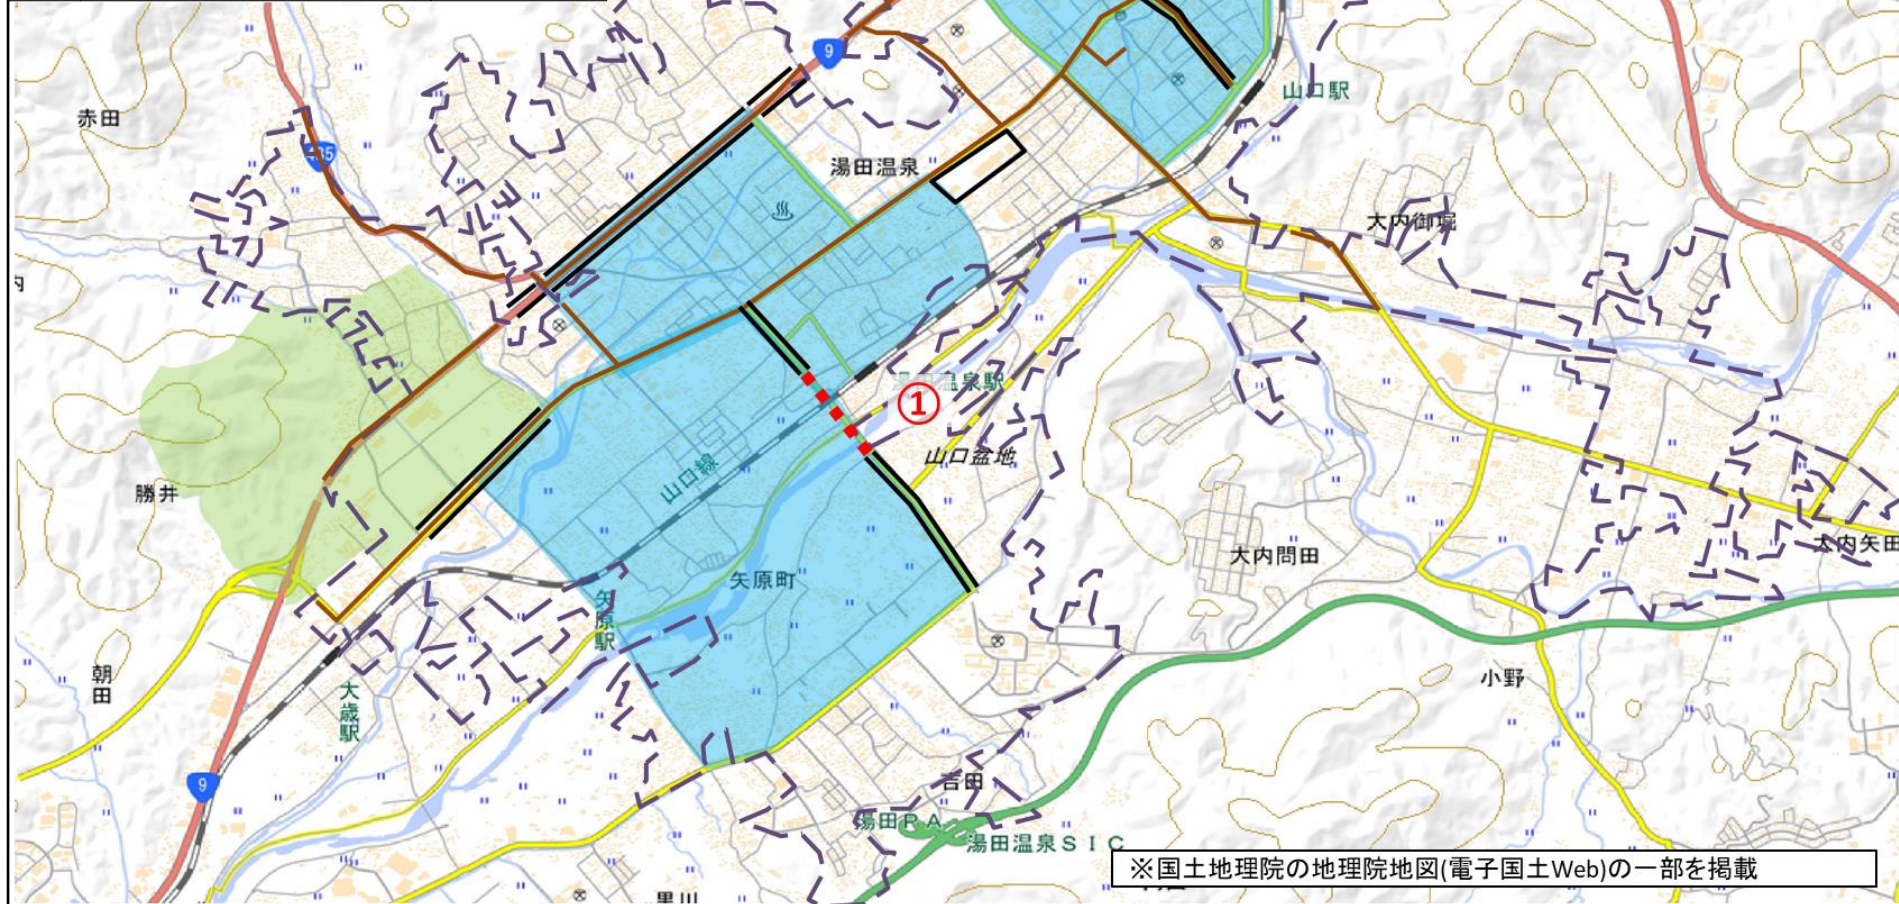 9
山口駅
赤田
湯田温泉
大内御堀
湯田温泉駅
①
山口盆地
山口線
勝井
大内問田
大内矢田
矢原町
矢原駅
朝田
大歳駅
小野
9
吉田
湯田PA
湯田温泉SIC
※国土地理院の地理院地図(電子国土Web)の一部を掲載
黒川